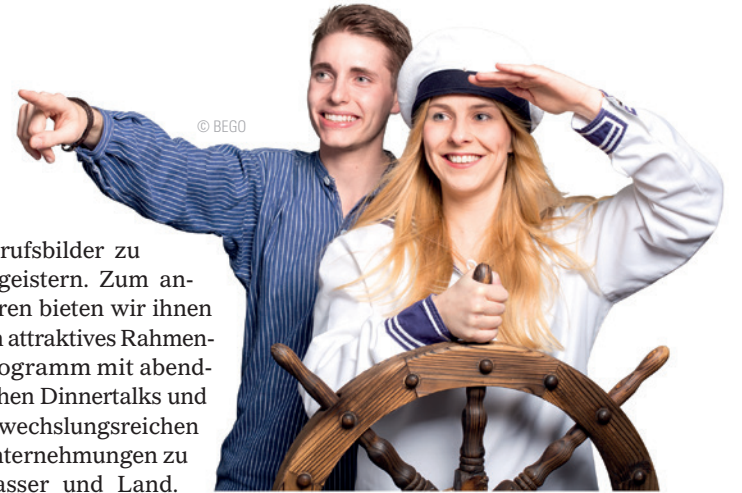 © BEGO
rufsbilder zu
geistern. Zum an-
ren bieten wir ihnen
n attraktives Rahmen-
ogramm mit abend-
hen Dinnertalks und
wechslungsreichen
nternehmungen zu
asser und Land.